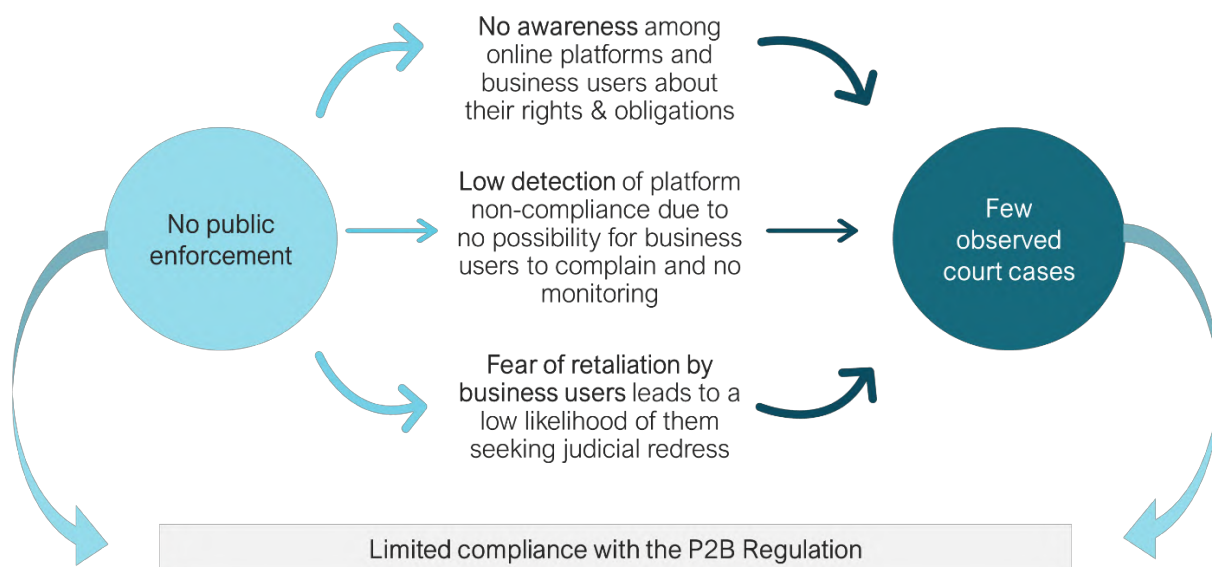 No public
enforcement
No awareness among
online platforms and
business users about
their rights & obligations
Low detection of platform
non-compliance due to
no possibility for business
users to complain and no
monitoring
Fear of retaliation by
business users leads to a
low likelihood of them
seeking judicial redress
Few
observed
court cases
Limited compliance with the P2B Regulation